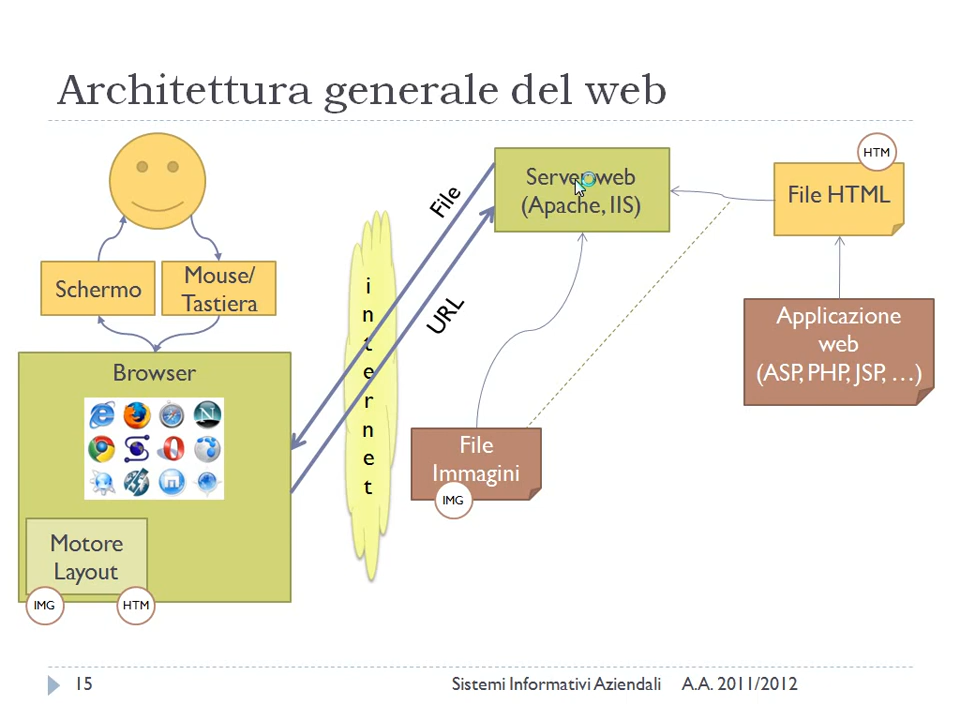 Architettura generale del web
HTM
Server web
(Apache, IIS)
File HTML
File
URL
Schermo
Mouse/
Tastiera
internet
Applicazione
web
(ASP, PHP, JSP, …)
Browser
File
Immagini
IMG
Motore
Layout
IMG
HTM
15
Sistemi Informativi Aziendali
A.A. 2011/2012